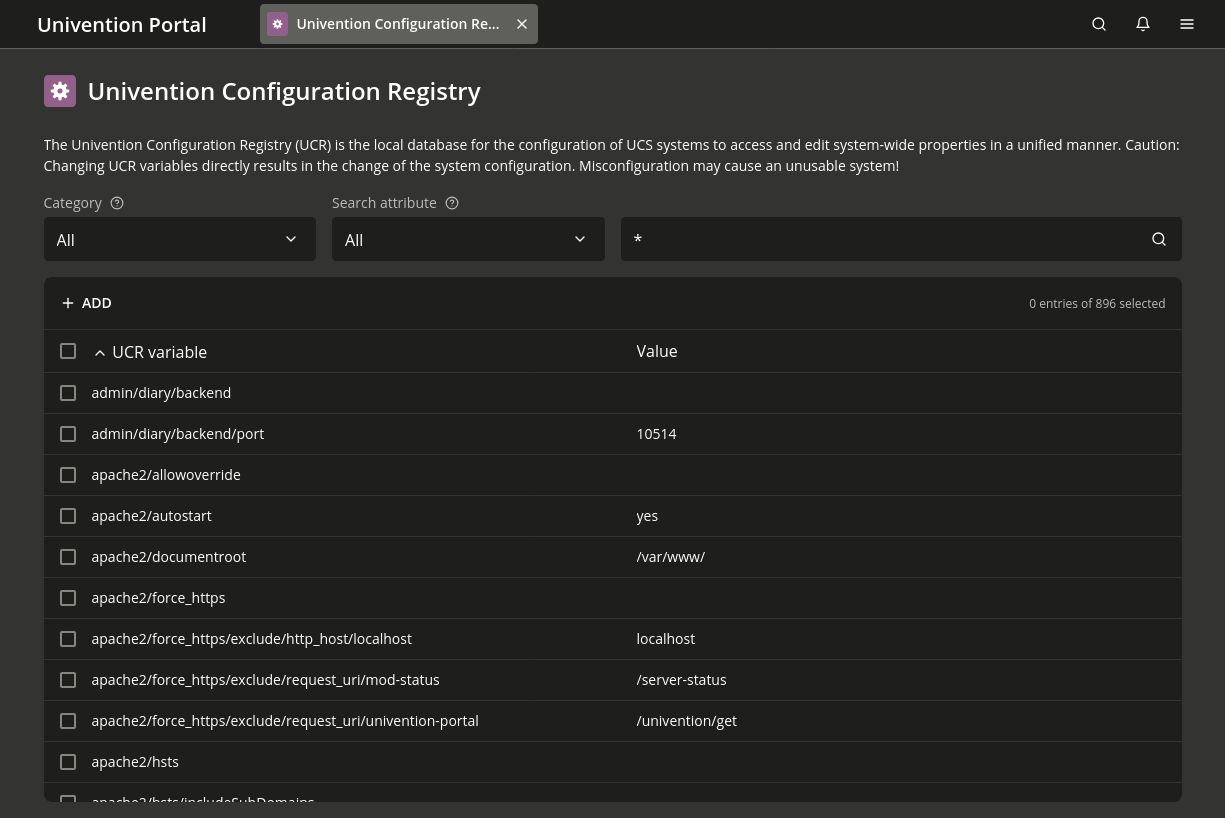 Univention Portal
Univention Configuration Re...
Univention Configuration Registry
The Univention Configuration Registry (UCR) is the local database for the configuration of UCS systems to access and edit system-wide properties in a unified manner. Caution:
Changing UCR variables directly results in the change of the system configuration. Misconfiguration may cause an unusable system!
Category
Search attribute
All
All
*
ADD
0 entries of 896 selected
UCR variable Value
admin/diary/backend
admin/diary/backend/port 10514
apache2/allowoverride
apache2/autostart yes
apache2/documentroot /var/www/
apache2/force_https
apache2/force_https/exclude/http_host/localhost localhost
apache2/force_https/exclude/request_uri/mod-status /server-status
apache2/force_https/exclude/request_uri/univention-portal /univention/get
apache2/hsts
apache2/hsts/includeSubDomains